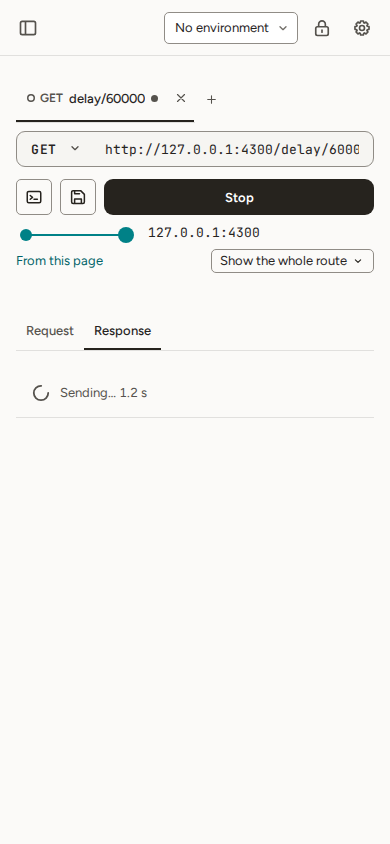 No environment
GET delay/60000
GET http://127.0.0.1:4300/delay/6000
Stop
127.0.0.1:4300
From this page
Show the whole route
Request Response
Sending... 1.2 s